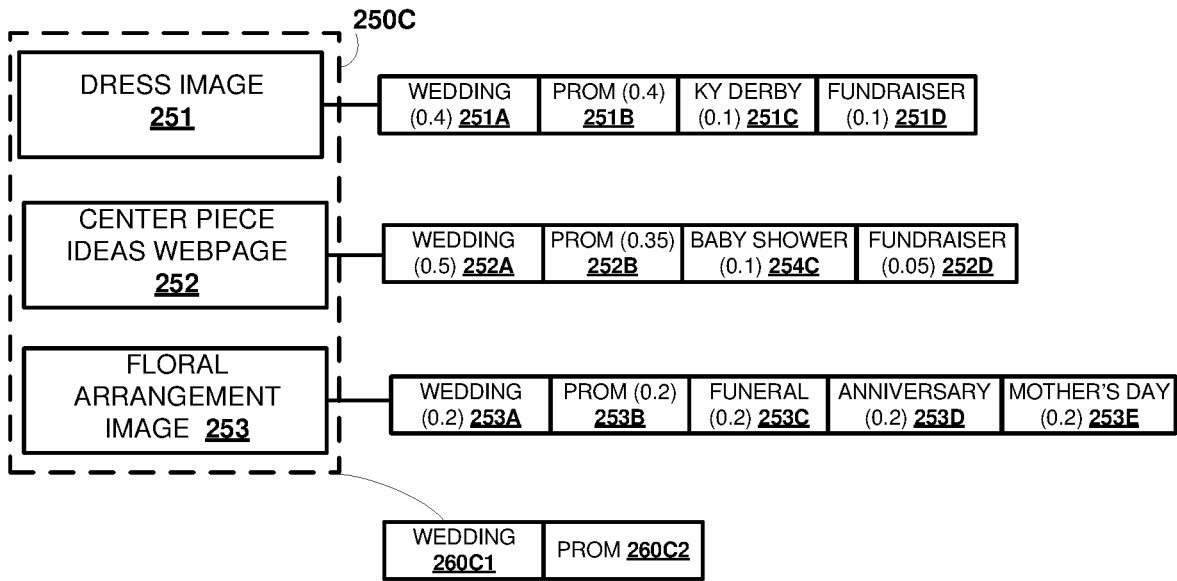 250C
DRESS IMAGE
251
WEDDING
(0.4) 251A
PROM (0.4)
251B
KY DERBY
(0.1) 251C
FUNDRAISER
(0.1) 251D
CENTER PIECE
IDEAS WEBPAGE
252
WEDDING
(0.5) 252A
PROM (0.35)
252B
BABY SHOWER
(0.1) 254C
FUNDRAISER
(0.05) 252D
FLORAL
ARRANGEMENT
IMAGE 253
WEDDING
(0.2) 253A
PROM (0.2)
253B
FUNERAL
(0.2) 253C
ANNIVERSARY
(0.2) 253D
MOTHER'S DAY
(0.2) 253E
WEDDING
260C1
PROM 260C2